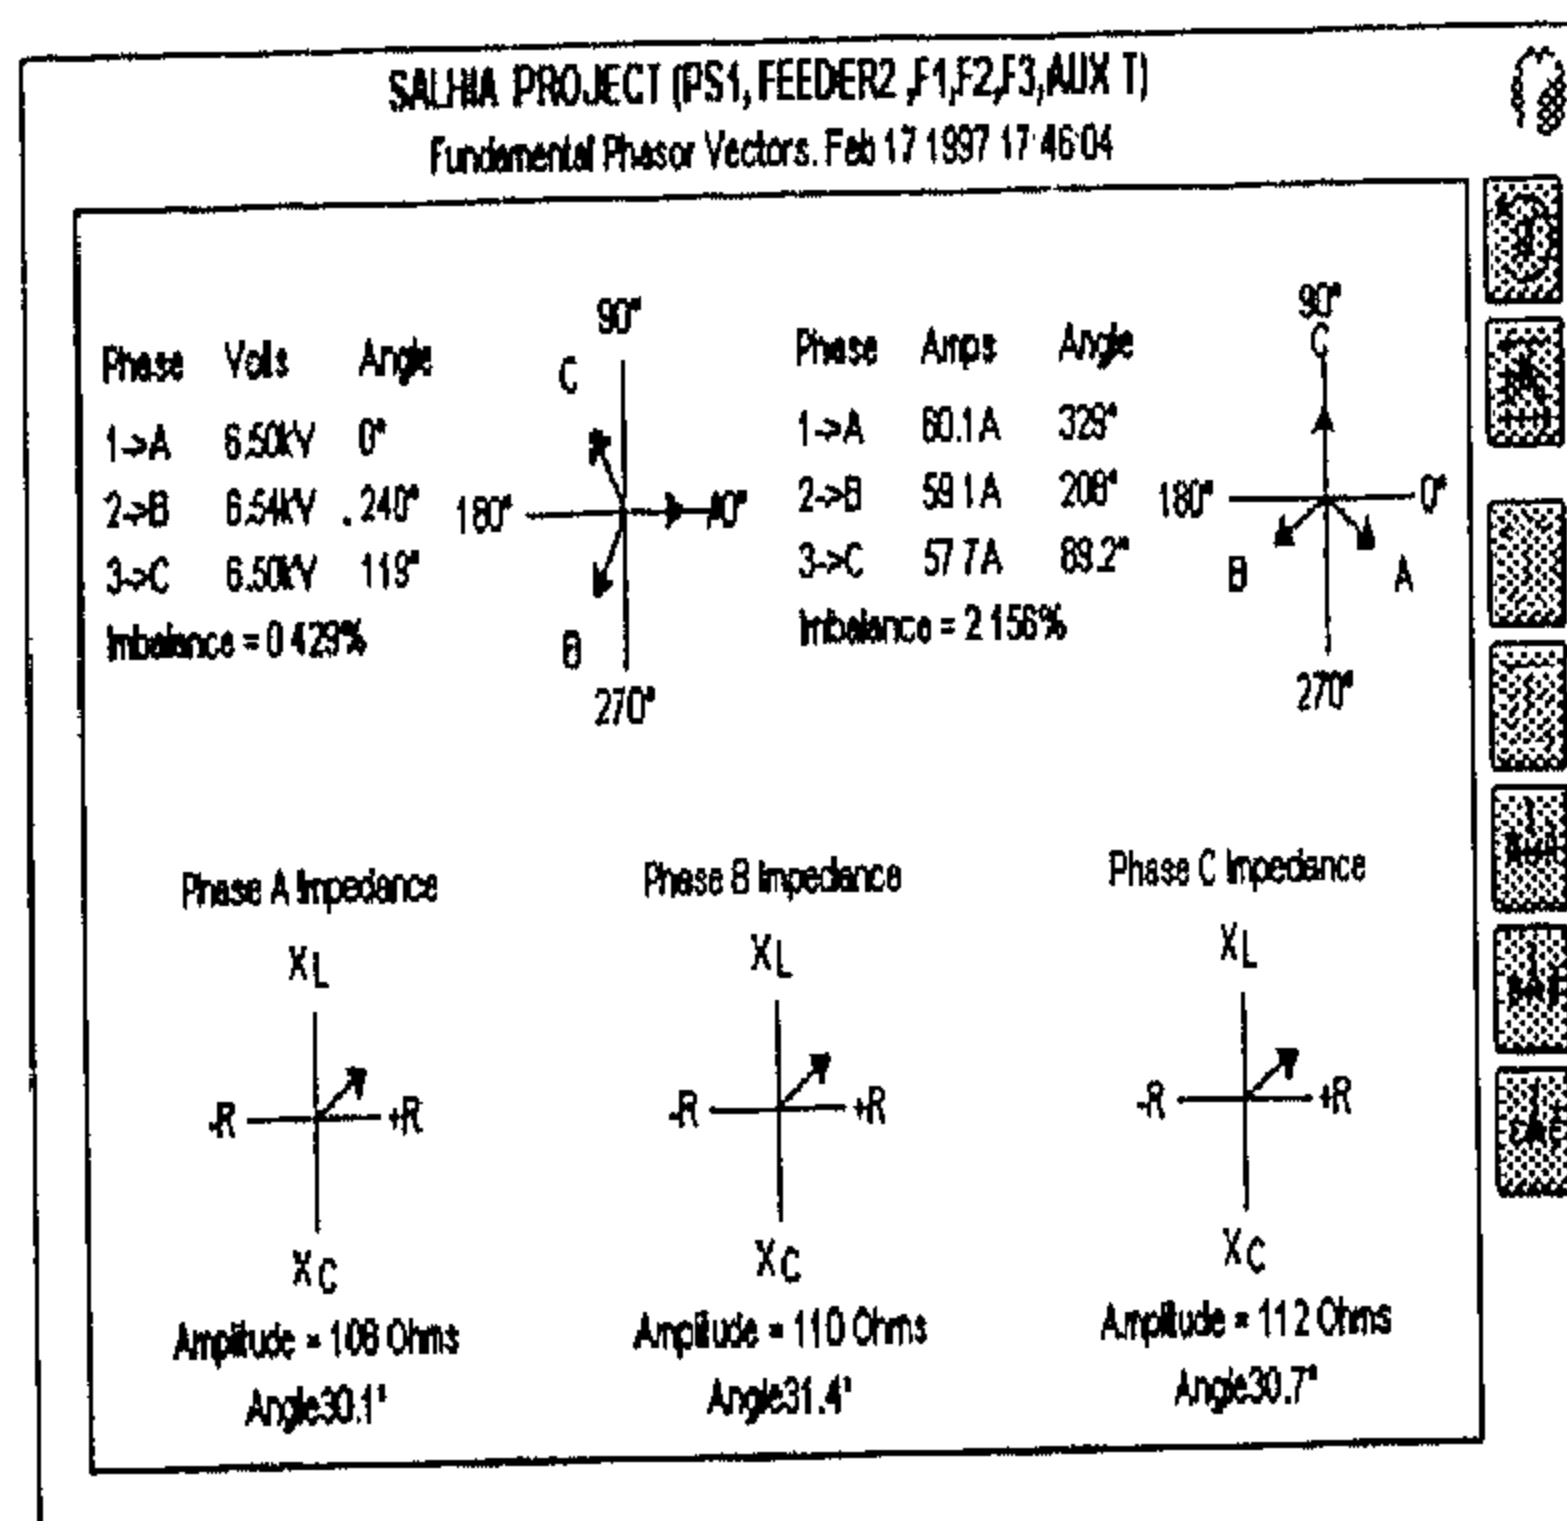 SALHIA PROJECT (PS1, FEEDER2 ,F1,F2,F3,AUX T)
Fundamental Phasor Vectors. Feb 17 1997 17:46:04
Phase Volts Angle
1->A 6.50kV 0°
2->B 6.54kV . 240°
3->C 6.50kV 119°
Imbalance = 0.429%
90°
C
180°
0°
B
270°
Phase Amps Angle
1->A 60.1A 329°
2->B 59.1A 208°
3->C 57.7A 89.2°
Imbalance = 2.156%
90°
C
180°
0°
B
A
270°
Phase A Impedance
XL
-R +R
XC
Amplitude = 108 Ohms
Angle30.1°
Phase B Impedance
XL
-R +R
XC
Amplitude = 110 Ohms
Angle31.4°
Phase C Impedance
XL
-R +R
XC
Amplitude = 112 Ohms
Angle30.7°